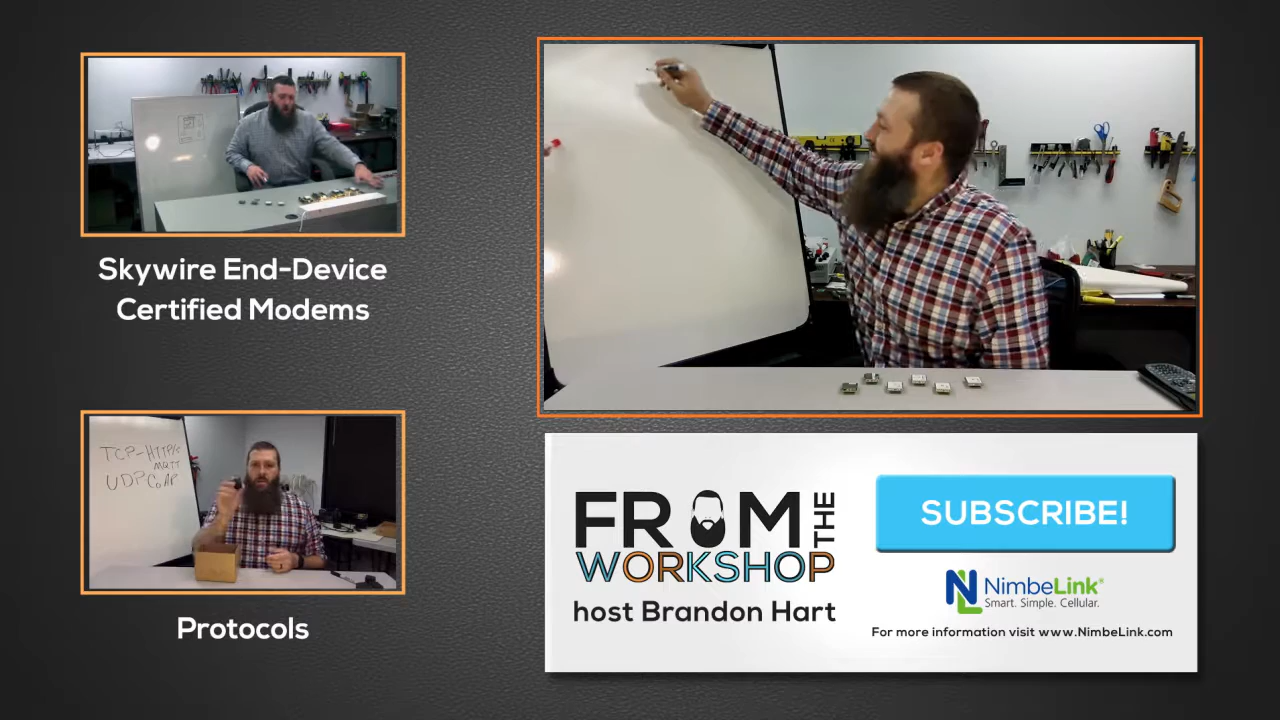 Skywire End-Device
Certified Modems
TCP-HTTP/S
MQTT
UDP CoAP
Protocols
FROM THE
WORKSHOP
host Brandon Hart
SUBSCRIBE!
NimbeLink®
Smart. Simple. Cellular.
For more information visit www.NimbeLink.com